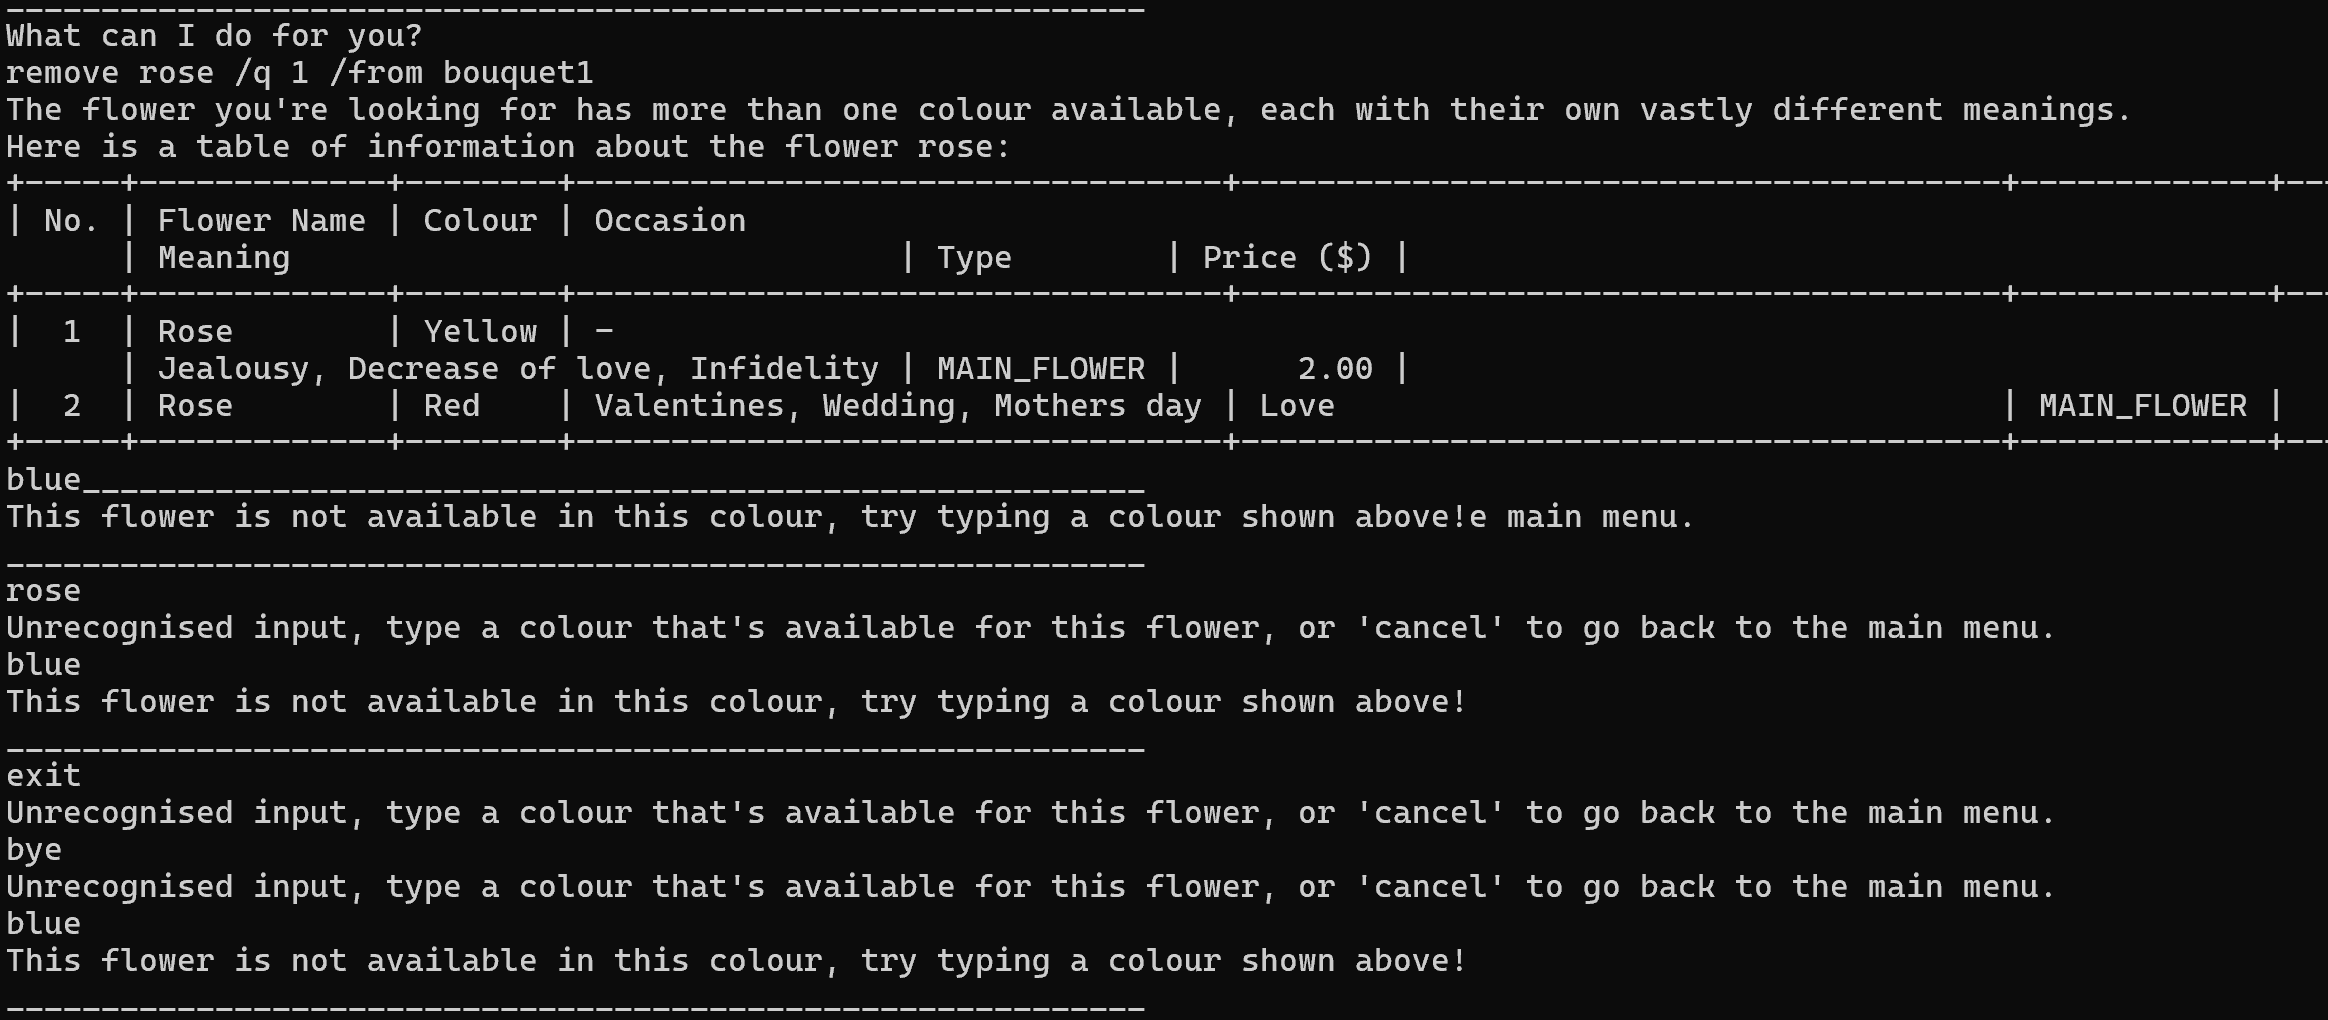 ____________________________________________________________
What can I do for you?
remove rose /q 1 /from bouquet1
The flower you're looking for has more than one colour available, each with their own vastly different meanings.
Here is a table of information about the flower rose:
+-----+-------------+--------+----------------------------------+----------------------------------------+-------------+--
| No. | Flower Name | Colour | Occasion
      | Meaning                                | Type        | Price ($) |
+-----+-------------+--------+----------------------------------+----------------------------------------+-------------+--
|  1  | Rose        | Yellow | -
      | Jealousy, Decrease of love, Infidelity | MAIN_FLOWER |      2.00 |
|  2  | Rose        | Red    | Valentines, Wedding, Mothers day | Love                                       | MAIN_FLOWER |
+-----+-------------+--------+----------------------------------+----------------------------------------+-------------+--
blue________________________________________________________
This flower is not available in this colour, try typing a colour shown above!e main menu.
____________________________________________________________
rose
Unrecognised input, type a colour that's available for this flower, or 'cancel' to go back to the main menu.
blue
This flower is not available in this colour, try typing a colour shown above!
____________________________________________________________
exit
Unrecognised input, type a colour that's available for this flower, or 'cancel' to go back to the main menu.
bye
Unrecognised input, type a colour that's available for this flower, or 'cancel' to go back to the main menu.
blue
This flower is not available in this colour, try typing a colour shown above!
____________________________________________________________